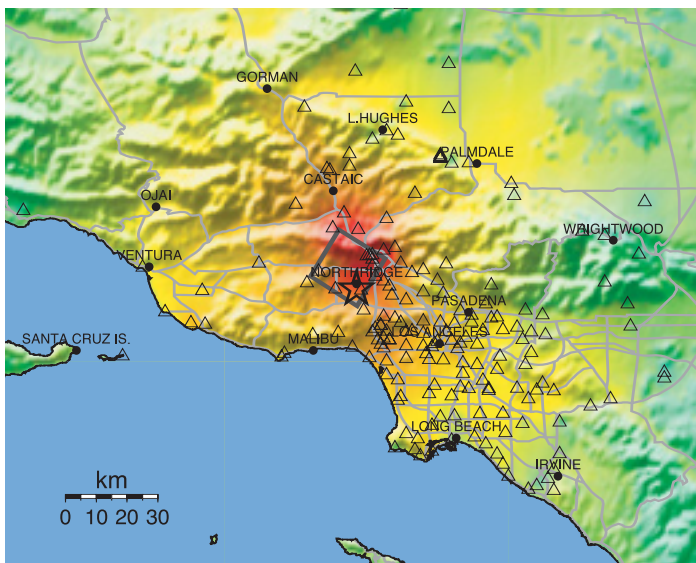 GORMAN
L.HUGHES
PALMDALE
CASTAIC
OJAI
WRIGHTWOOD
VENTURA
NORTHRIDGE
PASADENA
SANTA CRUZ IS.
MALIBU
LOS ANGELES
LONG BEACH
IRVINE
km
0 10 20 30